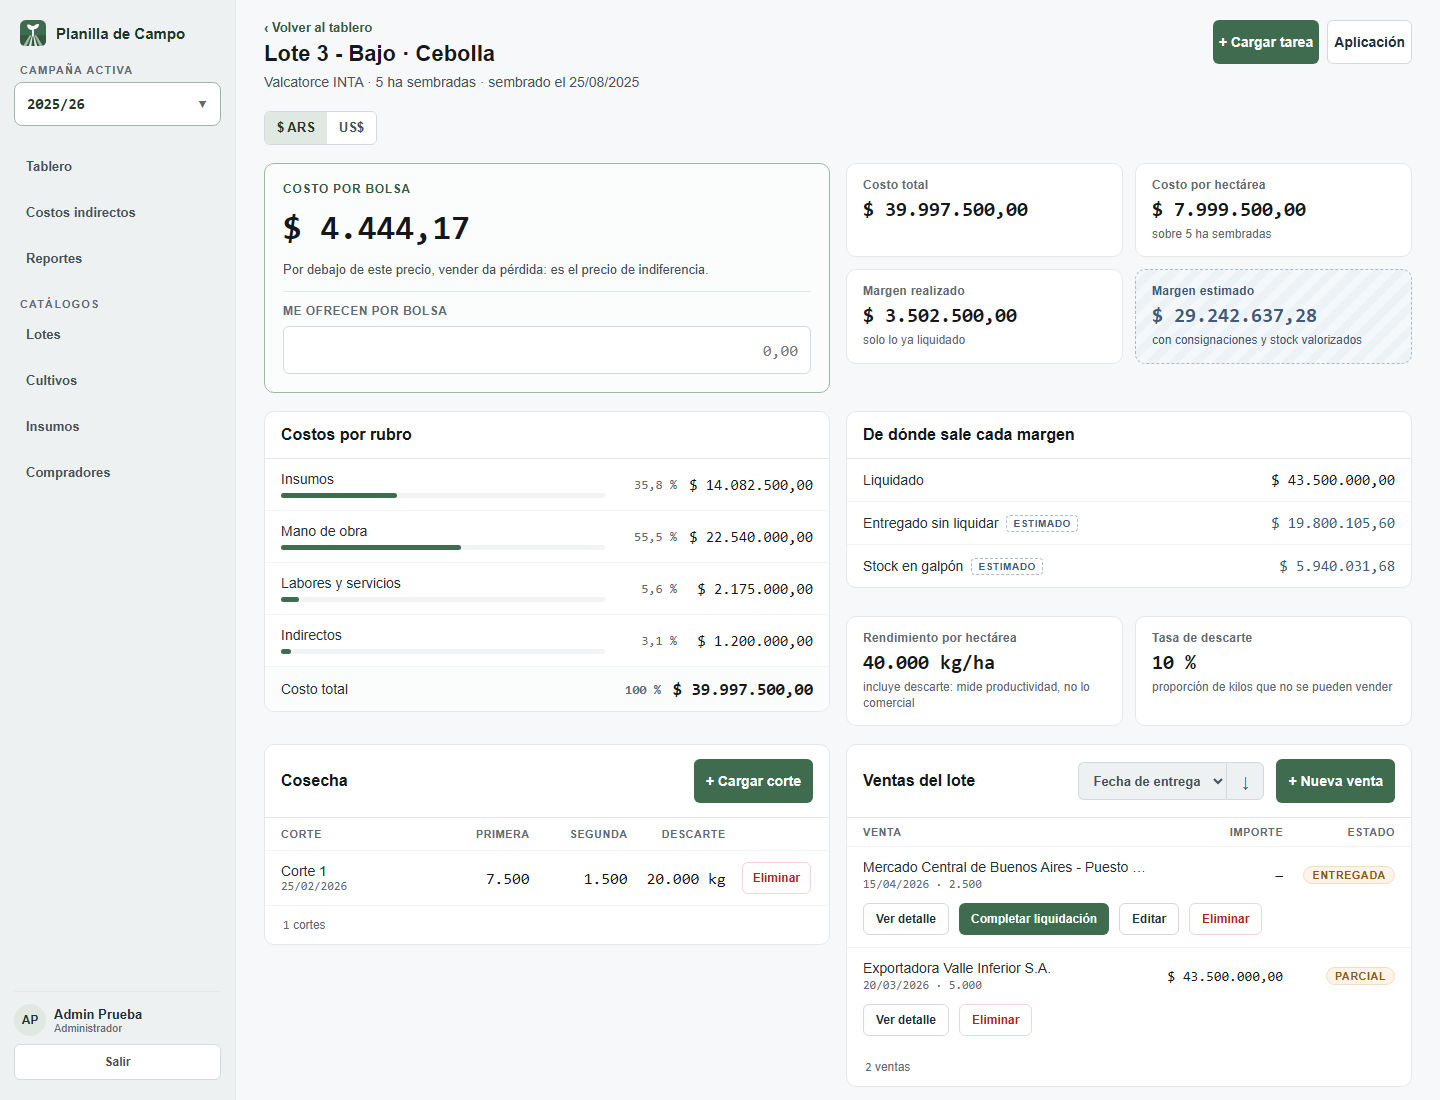 Planilla de Campo
CAMPAÑA ACTIVA
2025/26
Tablero
Costos indirectos
Reportes
CATÁLOGOS
Lotes
Cultivos
Insumos
Compradores
AP
Admin Prueba
Administrador
Salir
‹ Volver al tablero
Lote 3 - Bajo · Cebolla
Valcatorce INTA · 5 ha sembradas · sembrado el 25/08/2025
+ Cargar tarea
Aplicación
$ ARS
US$
COSTO POR BOLSA
$ 4.444,17
Por debajo de este precio, vender da pérdida: es el precio de indiferencia.
ME OFRECEN POR BOLSA
0,00
Costo total
$ 39.997.500,00
Costo por hectárea
$ 7.999.500,00
sobre 5 ha sembradas
Margen realizado
$ 3.502.500,00
solo lo ya liquidado
Margen estimado
$ 29.242.637,28
con consignaciones y stock valorizados
Costos por rubro
Insumos 35,8 % $ 14.082.500,00
Mano de obra 55,5 % $ 22.540.000,00
Labores y servicios 5,6 % $ 2.175.000,00
Indirectos 3,1 % $ 1.200.000,00
Costo total 100 % $ 39.997.500,00
De dónde sale cada margen
Liquidado $ 43.500.000,00
Entregado sin liquidar ESTIMADO $ 19.800.105,60
Stock en galpón ESTIMADO $ 5.940.031,68
Rendimiento por hectárea
40.000 kg/ha
incluye descarte: mide productividad, no lo
comercial
Tasa de descarte
10 %
proporción de kilos que no se pueden vender
Cosecha
+ Cargar corte
CORTE PRIMERA SEGUNDA DESCARTE
Corte 1
25/02/2026
7.500 1.500 20.000 kg Eliminar
1 cortes
Ventas del lote
Fecha de entrega ↓
+ Nueva venta
VENTA IMPORTE ESTADO
Mercado Central de Buenos Aires - Puesto …
15/04/2026 · 2.500
— ENTREGADA
Ver detalle Completar liquidación Editar Eliminar
Exportadora Valle Inferior S.A.
20/03/2026 · 5.000
$ 43.500.000,00 PARCIAL
Ver detalle Eliminar
2 ventas